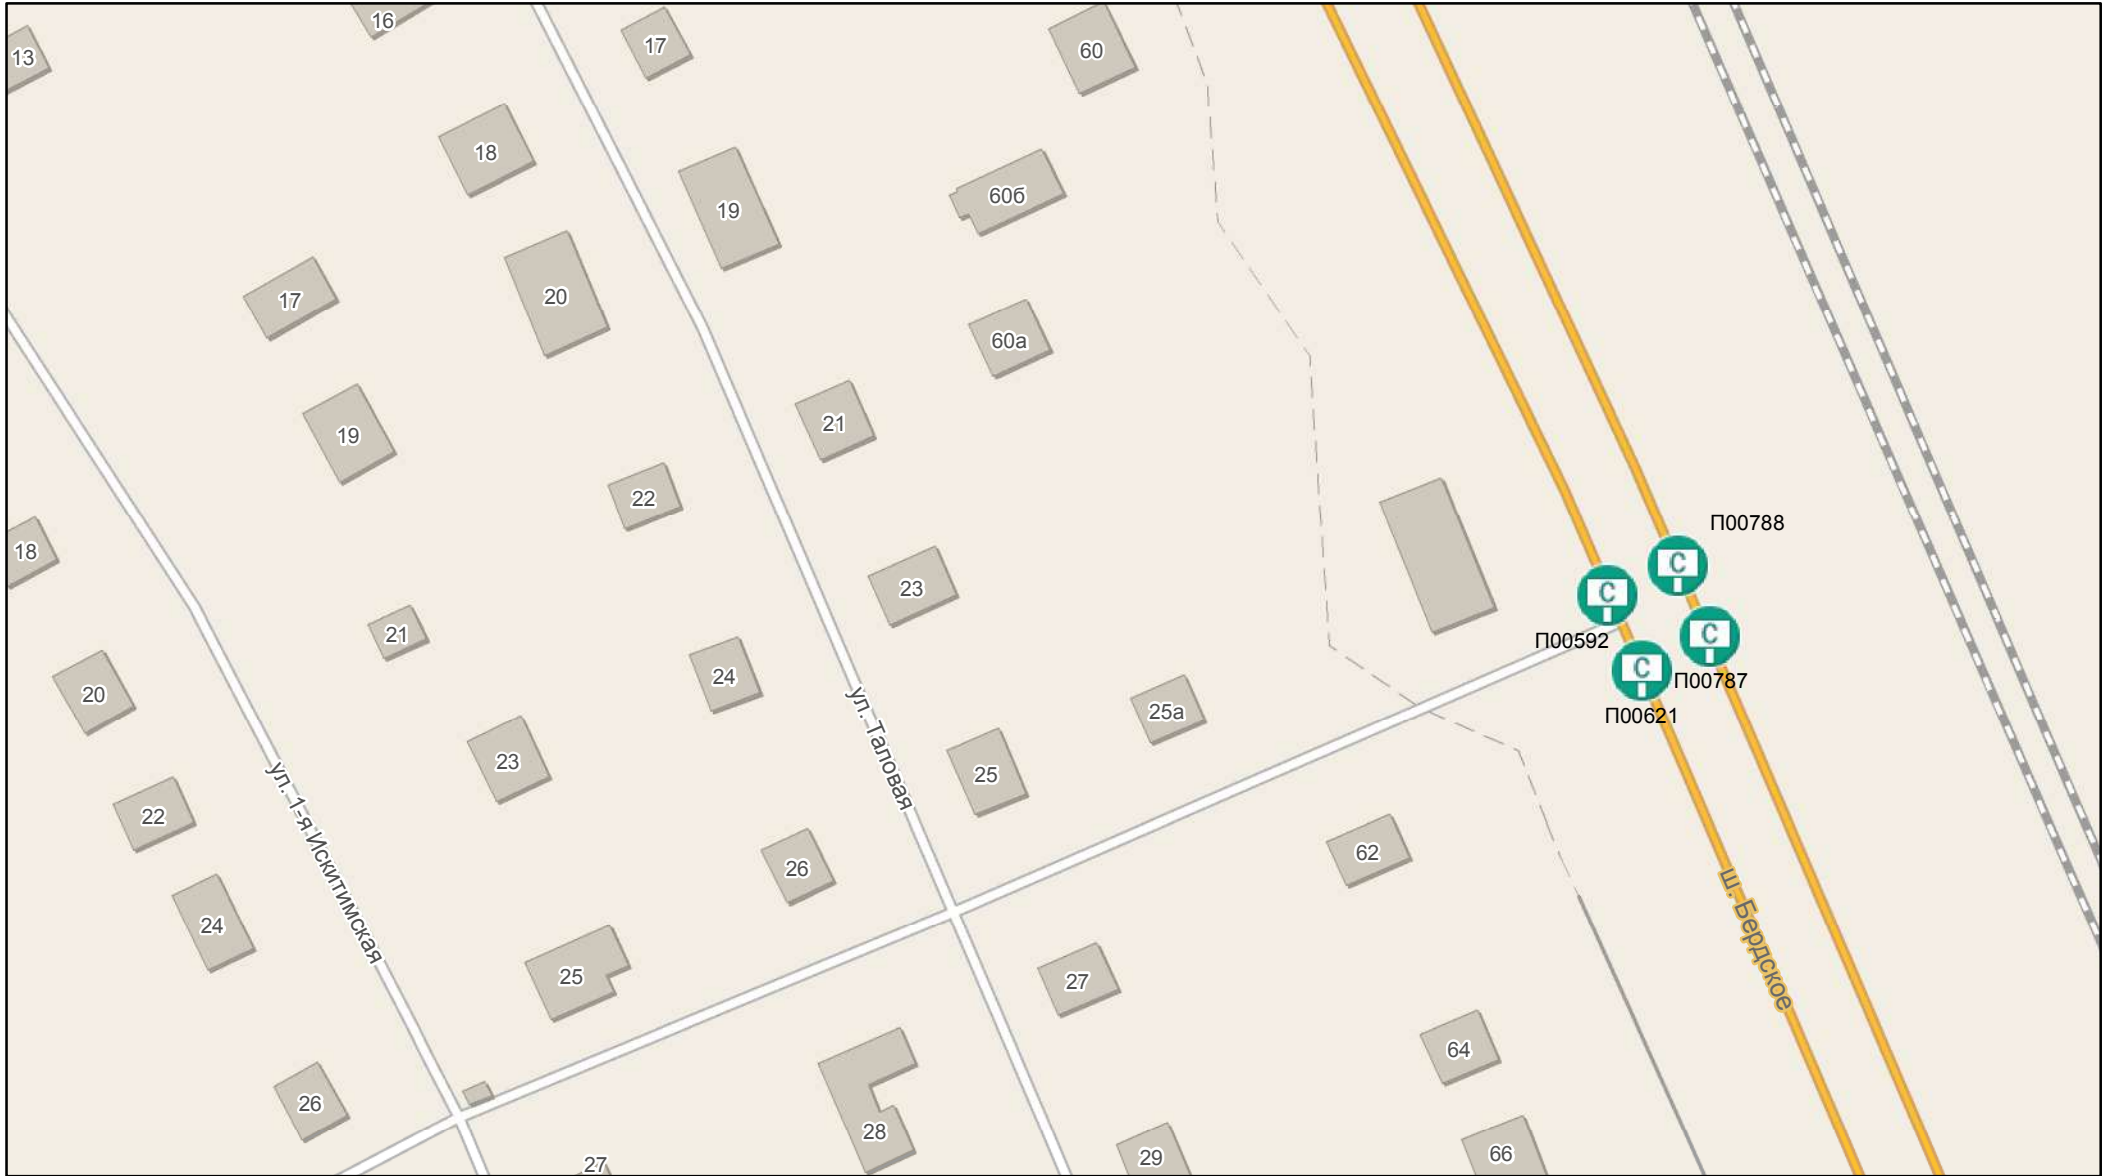 16
17
60
13
18
60б
19
20
17
60а
21
19
22
П00788
C
18
23
C
21
C
П00592
24
C
П00787
20
25а
П00621
ул. Таловая
23
25
22
ул. 1-я Искитимская
62
26
24
ш. Бердское
25
27
64
26
28
66
29
27